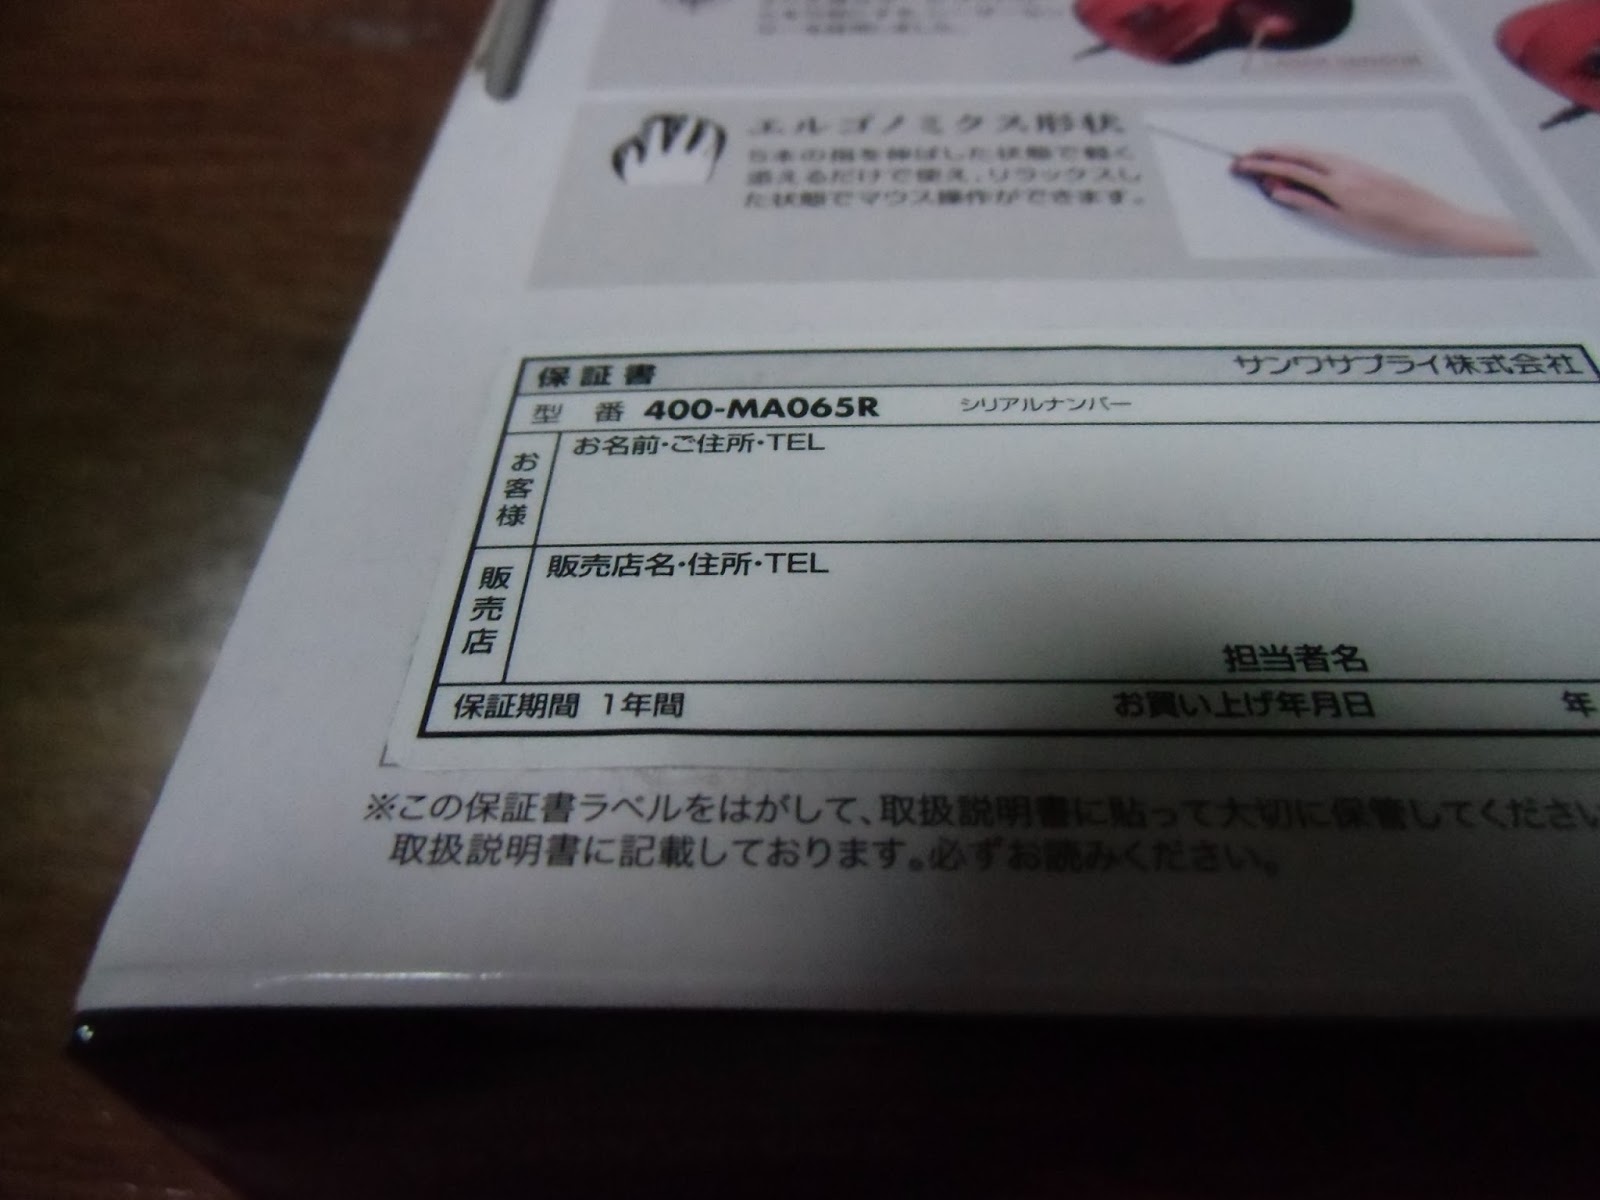 エルゴノミクス形状
5本の指を伸ばした状態で軽く
添えるだけで使え、リラックスし
た状態でマウス操作ができます。
保証書 サンワサプライ株式会社
型 番 400-MA065R シリアルナンバー
お客様 お名前・ご住所・TEL
販売店 販売店名・住所・TEL
担当者名
保証期間 1年間 お買い上げ年月日 年
※この保証書ラベルをはがして、取扱説明書に貼って大切に保管してください
取扱説明書に記載しております。必ずお読みください。